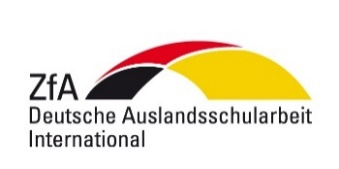 ZfA
Deutsche Auslandsschularbeit
International